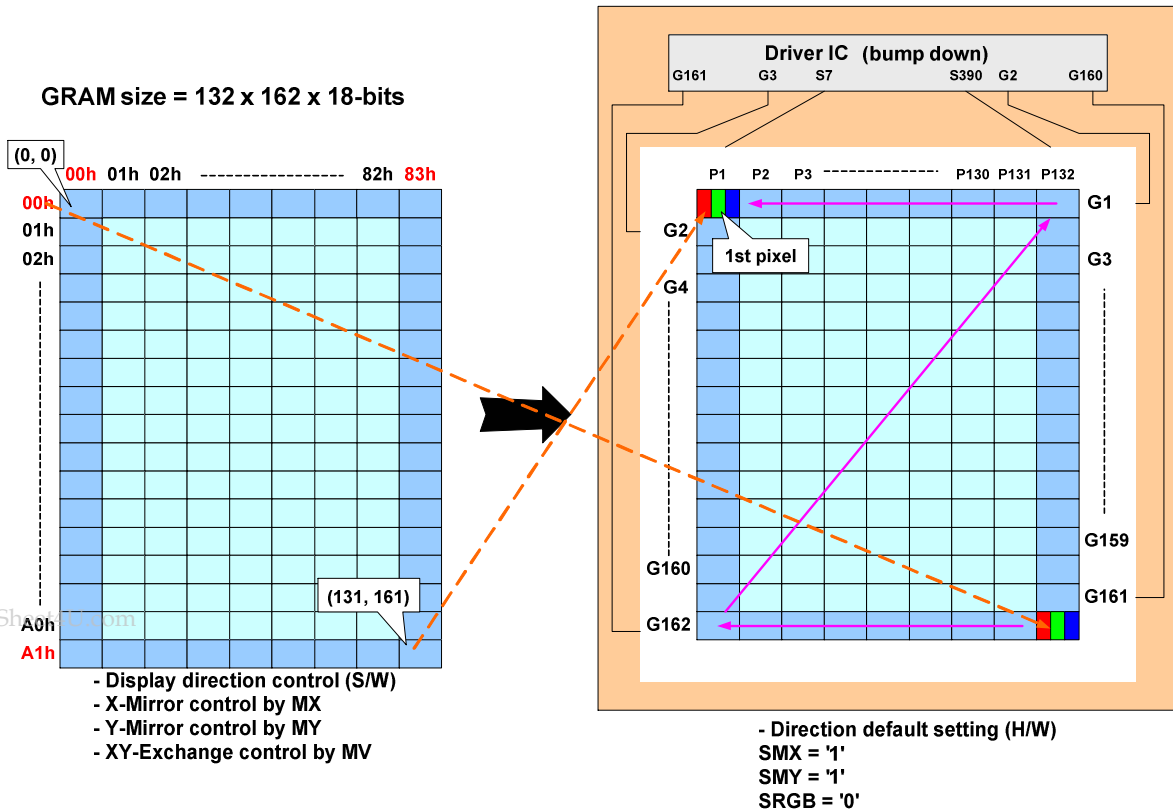 GRAM size = 132 x 162 x 18-bits
(0, 0)
00h 01h 02h 82h 83h
00h
01h
02h
(131, 161)
A0h
A1h
Sheet4U.com
- Display direction control (S/W)
- X-Mirror control by MX
- Y-Mirror control by MY
- XY-Exchange control by MV
Driver IC (bump down)
G161 G3 S7 S390 G2 G160
P1 P2 P3 P130 P131 P132
G1
G2
1st pixel
G3
G4
G159
G160
G161
G162
- Direction default setting (H/W)
SMX = '1'
SMY = '1'
SRGB = '0'